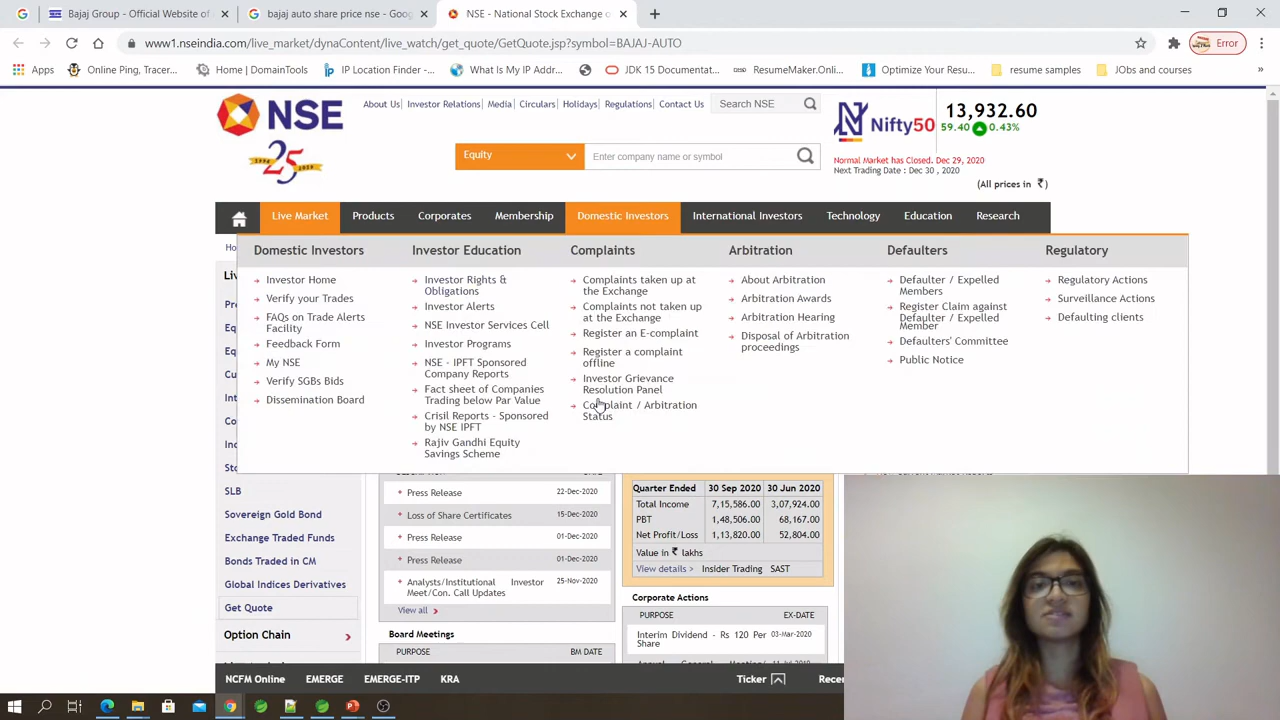 Bajaj Group - Official Website of
bajaj auto share price nse - Goo
NSE - National Stock Exchange o
www1.nseindia.com/live_market/dynaContent/live_watch/get_quote/GetQuote.jsp?symbol=BAJAJ-AUTO
Error
Apps
Online Ping, Tracer...
Home | DomainTools
IP Location Finder -...
What Is My IP Addr...
JDK 15 Documentat...
ResumeMaker.Onli...
Optimize Your Resu...
resume samples
JObs and courses
NSE
25
About Us| Investor Relations| Media| Circulars| Holidays| Regulations| Contact Us
Search NSE
Nifty50
13,932.60
59.40 0.43%
Equity
Enter company name or symbol
Normal Market has Closed. Dec 29, 2020
Next Trading Date : Dec 30 , 2020
(All prices in ₹)
Live Market
Products
Corporates
Membership
Domestic Investors
International Investors
Technology
Education
Research
Domestic Investors
Investor Home
Verify your Trades
FAQs on Trade Alerts
Facility
Feedback Form
My NSE
Verify SGBs Bids
Dissemination Board
Investor Education
Investor Rights &
Obligations
Investor Alerts
NSE Investor Services Cell
Investor Programs
NSE - IPFT Sponsored
Company Reports
Fact sheet of Companies
Trading below Par Value
Crisil Reports - Sponsored
by NSE IPFT
Rajiv Gandhi Equity
Savings Scheme
Complaints
Complaints taken up at
the Exchange
Complaints not taken up
at the Exchange
Register an E-complaint
Register a complaint
offline
Investor Grievance
Resolution Panel
Complaint / Arbitration
Status
Arbitration
About Arbitration
Arbitration Awards
Arbitration Hearing
Disposal of Arbitration
proceedings
Defaulters
Defaulter / Expelled
Members
Register Claim against
Defaulter / Expelled
Member
Defaulters' Committee
Public Notice
Regulatory
Regulatory Actions
Surveillance Actions
Defaulting clients
SLB
Sovereign Gold Bond
Exchange Traded Funds
Bonds Traded in CM
Global Indices Derivatives
Get Quote
Option Chain
Press Release 22-Dec-2020
Loss of Share Certificates 15-Dec-2020
Press Release 01-Dec-2020
Press Release 01-Dec-2020
Analysts/Institutional Investor 25-Nov-2020
Meet/Con. Call Updates
View all
Board Meetings
PURPOSE BM DATE
Quarter Ended 30 Sep 2020 30 Jun 2020
Total Income 7,15,586.00 3,07,924.00
PBT 1,48,506.00 68,167.00
Net Profit/Loss 1,13,820.00 52,804.00
Value in ₹ lakhs
View details > Insider Trading SAST
Corporate Actions
PURPOSE EX-DATE
Interim Dividend - Rs 120 Per 03-Mar-2020
Share
NCFM Online
EMERGE
EMERGE-ITP
KRA
Ticker